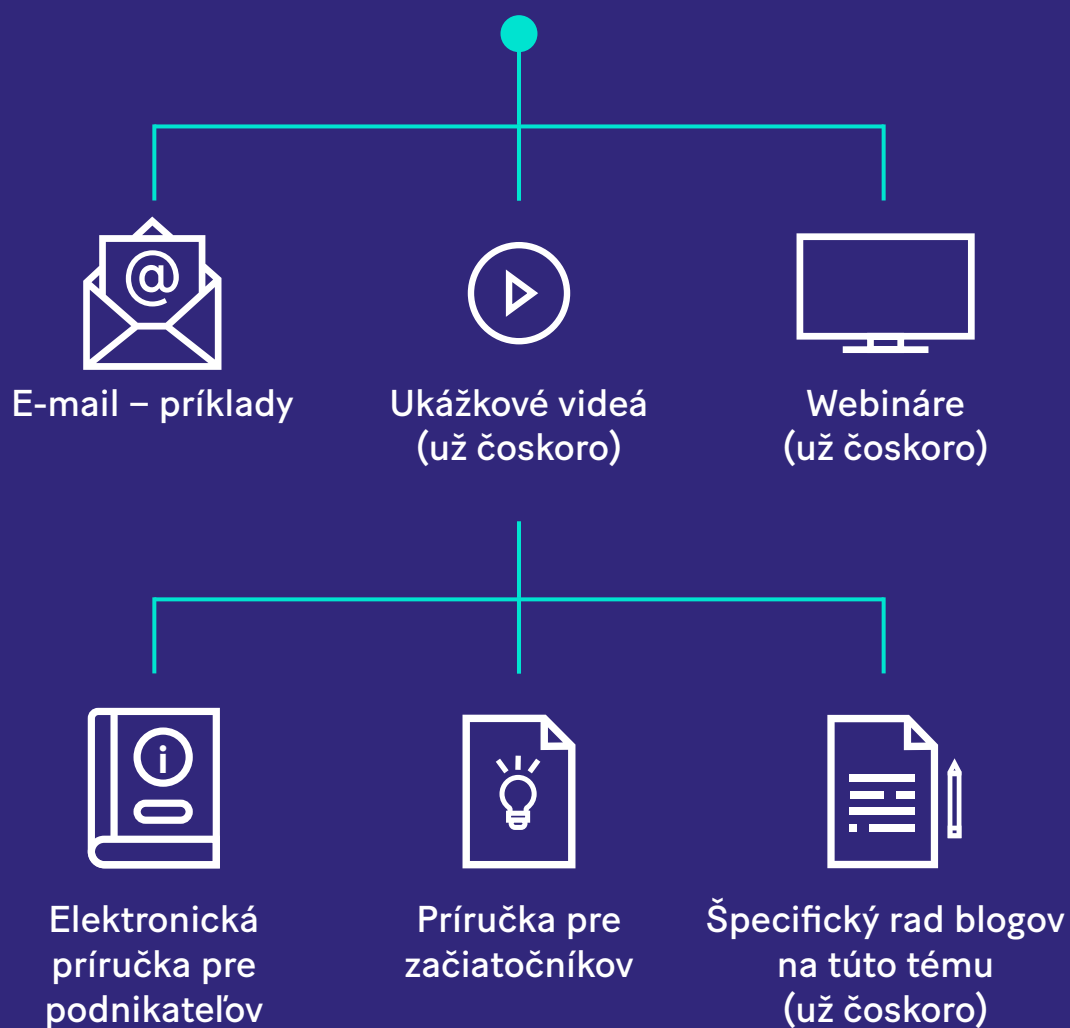 @
E-mail – príklady
Ukážkové videá
(už čoskoro)
Webináre
(už čoskoro)
i
Elektronická
príručka pre
podnikateľov
Príručka pre
začiatočníkov
Špecifický rad blogov
na túto tému
(už čoskoro)